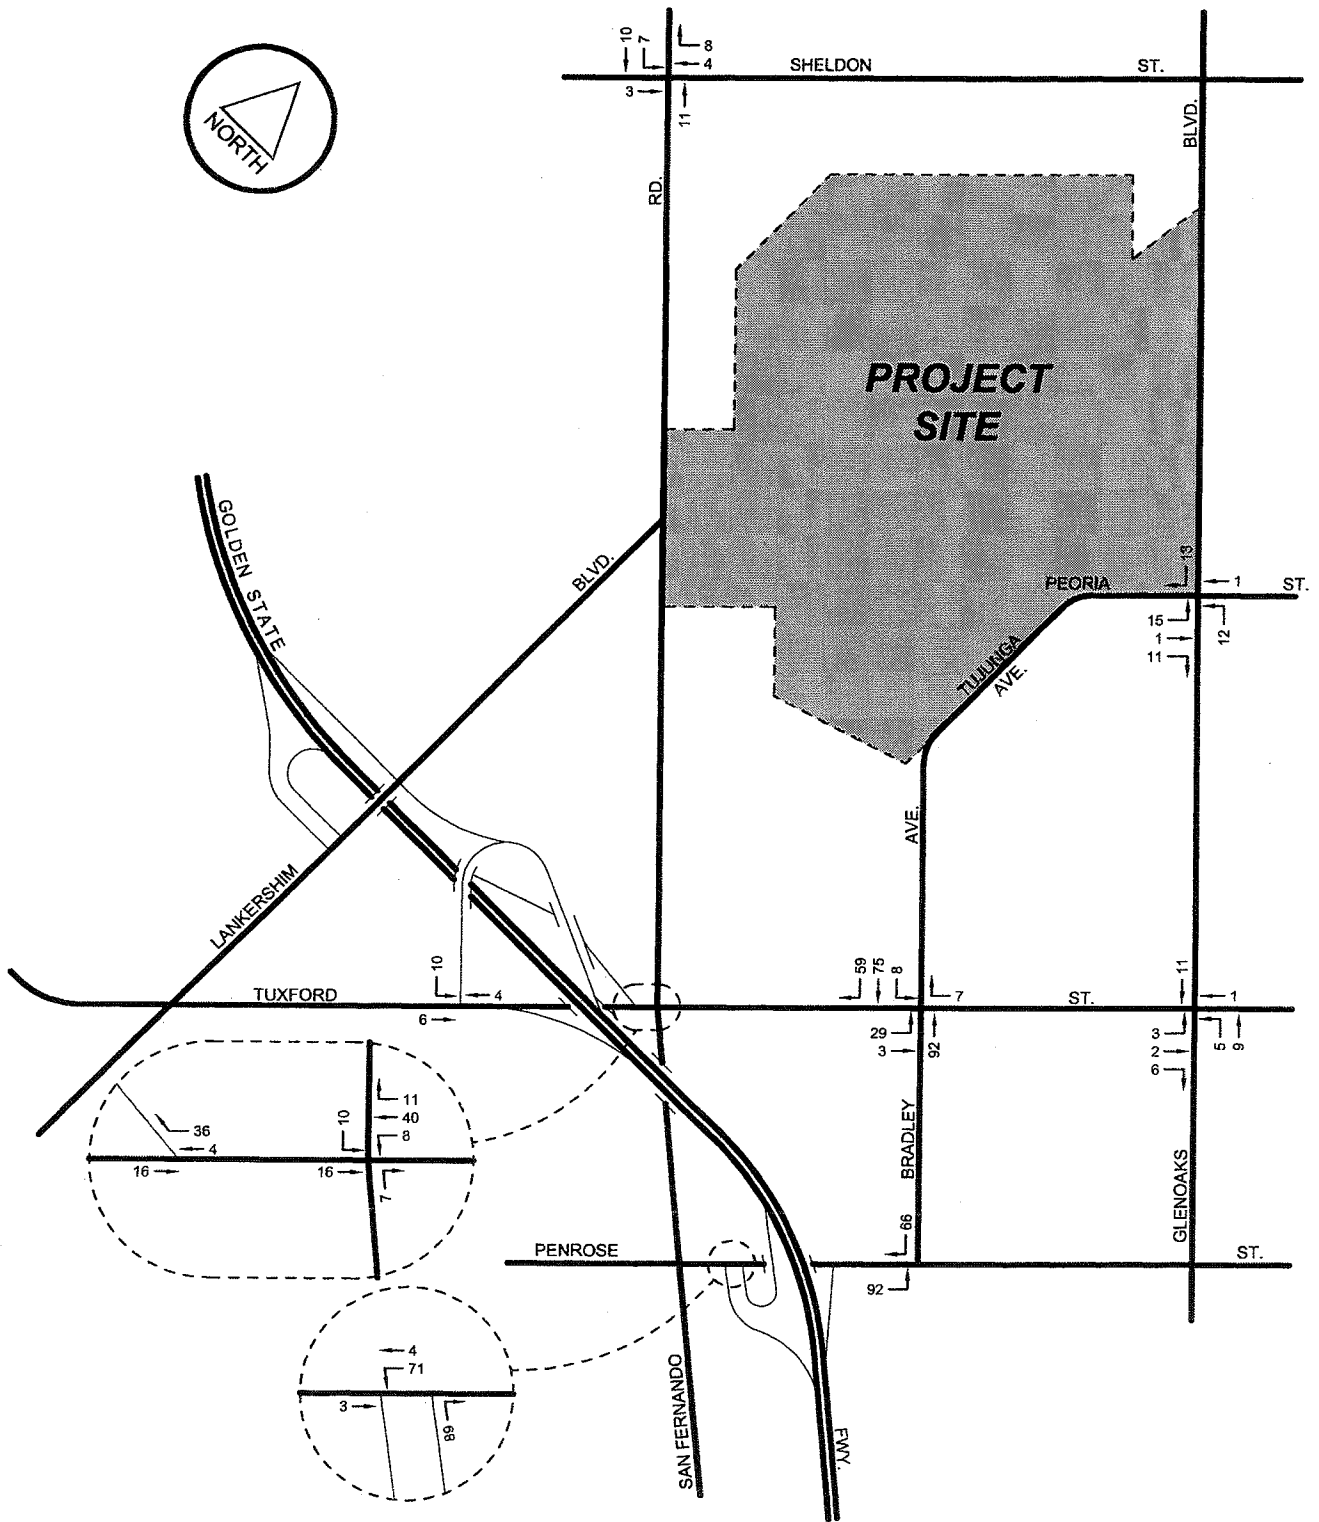 10
7
8
4
SHELDON
ST.
3
11
NORTH
BLVD.
RD.
PROJECT
SITE
GOLDEN STATE
BLVD.
13
PEORIA
1
ST.
15
1
11
12
TUJUNGA
AVE.
AVE.
LANKERSHIM
10
4
6
TUXFORD
59
75
8
7
ST.
11
1
29
3
92
3
2
6
5
9
36
4
16
10
11
40
8
16
7
BRADLEY
GLENOAKS
PENROSE
66
92
ST.
4
71
3
89
SAN FERNANDO
FWY.